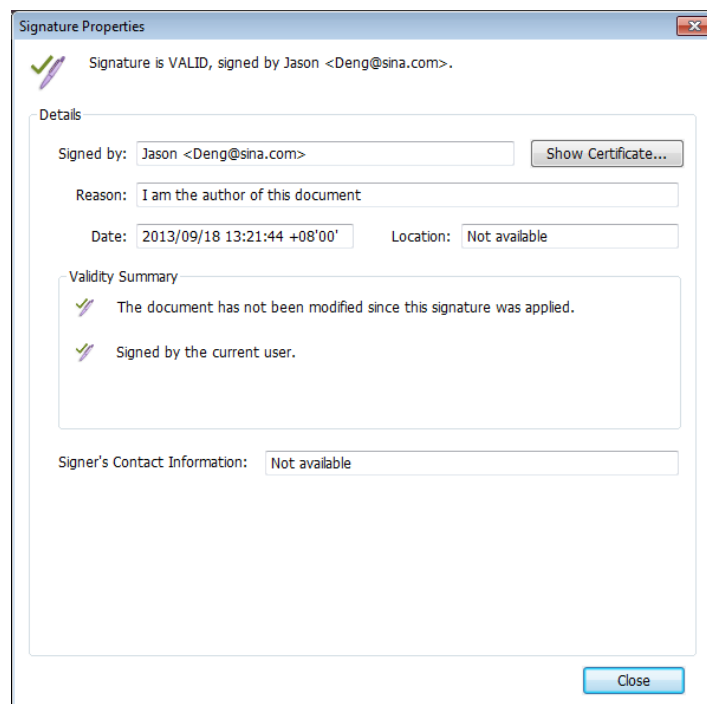 Signature Properties
Signature is VALID, signed by Jason <Deng@sina.com>.
Details
Signed by: Jason <Deng@sina.com> Show Certificate...
Reason: I am the author of this document
Date: 2013/09/18 13:21:44 +08'00' Location: Not available
Validity Summary
The document has not been modified since this signature was applied.
Signed by the current user.
Signer's Contact Information: Not available
Close